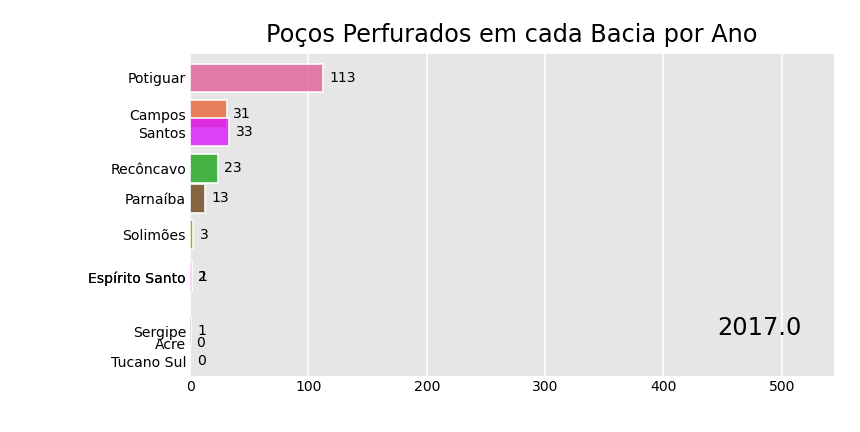 Poços Perfurados em cada Bacia por Ano
Potiguar 113
Campos 31
Santos 33
Recôncavo 23
Parnaíba 13
Solimões 3
Espírito Santo
Sergipe 1
Acre 0
Tucano Sul 0
2017.0
0 100 200 300 400 500